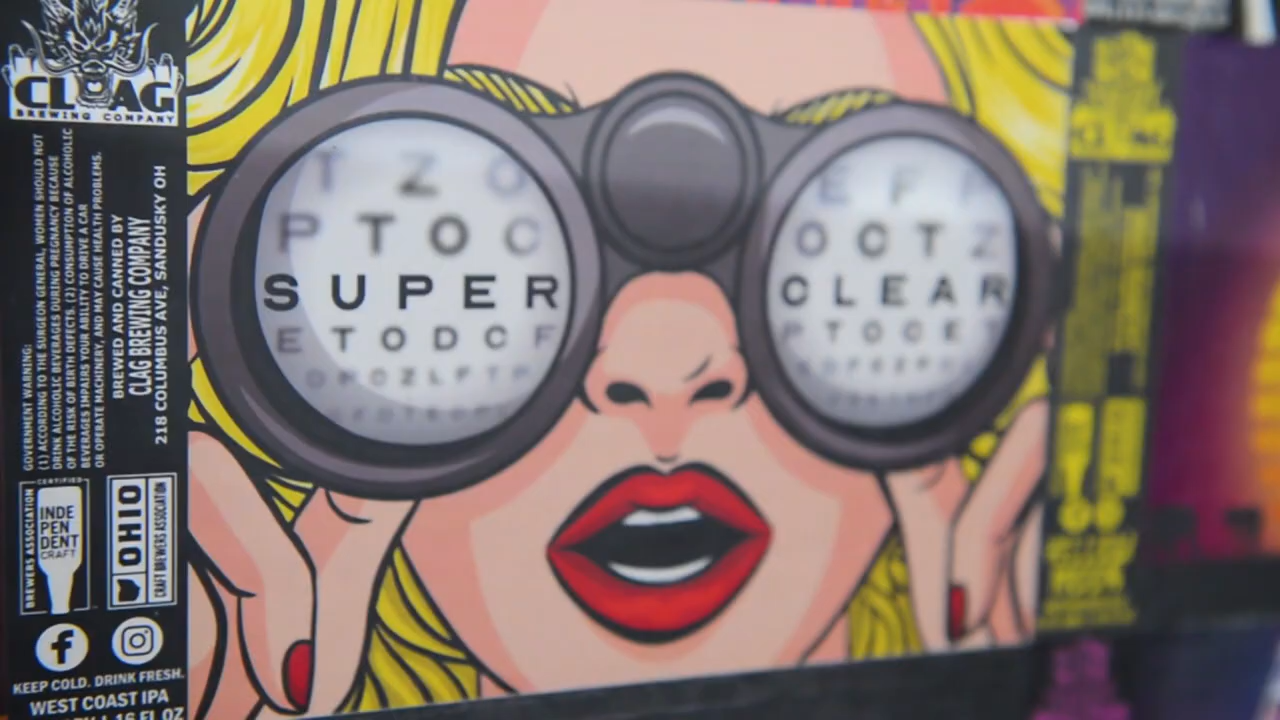 CLAG
BREWING COMPANY
GOVERNMENT WARNING:
(1) ACCORDING TO THE SURGEON GENERAL, WOMEN SHOULD NOT
DRINK ALCOHOLIC BEVERAGES DURING PREGNANCY BECAUSE
OF THE RISK OF BIRTH DEFECTS. (2) CONSUMPTION OF ALCOHOLIC
BEVERAGES IMPAIRS YOUR ABILITY TO DRIVE A CAR
OR OPERATE MACHINERY, AND MAY CAUSE HEALTH PROBLEMS.
BREWED AND CANNED BY
CLAG BREWING COMPANY
218 COLUMBUS AVE, SANDUSKY OH
BREWERS ASSOCIATION
CERTIFIED
INDE
PEN
DENT
CRAFT
OHIO
CRAFT BREWERS ASSOCIATION
KEEP COLD. DRINK FRESH.
WEST COAST IPA
16 FL OZ
T Z O
P T O C
SUPER
E T O D C F
E F
O C T Z
CLEAR
P T O C E